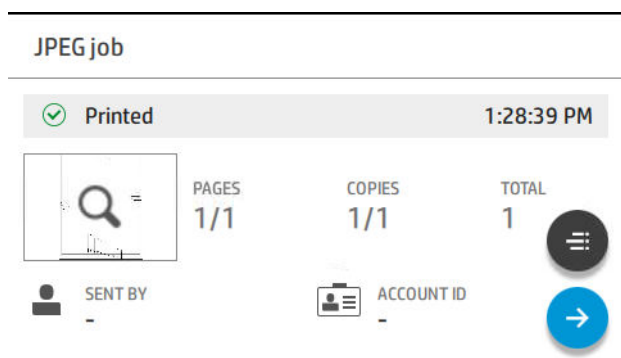 JPEG job
Printed 1:28:39 PM
PAGES COPIES TOTAL
1/1 1/1 1
SENT BY ACCOUNT ID
- -